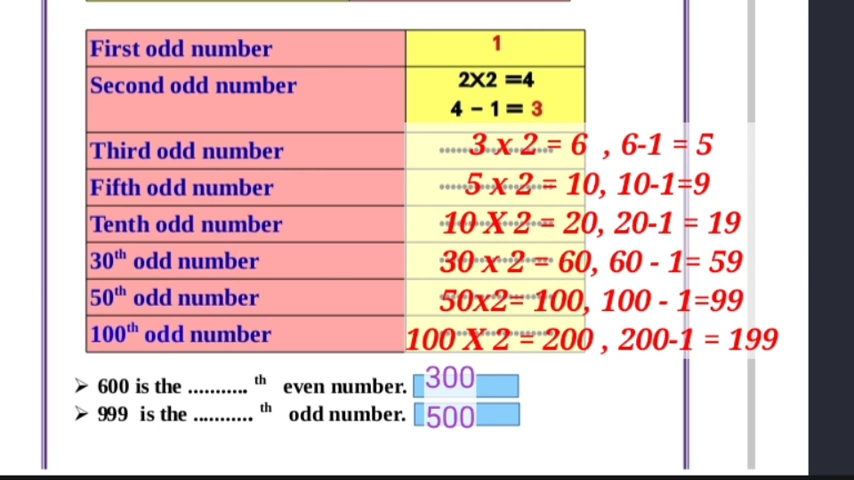 First odd number 1
Second odd number 2X2 =4
4 – 1 = 3
Third odd number 3 x 2 = 6 , 6-1 = 5
Fifth odd number 5 x 2 = 10, 10-1=9
Tenth odd number 10 X 2 = 20, 20-1 = 19
30th odd number 30 x 2 = 60, 60 - 1= 59
50th odd number 50x2= 100, 100 - 1=99
100th odd number 100 X 2 = 200 , 200-1 = 199
➢ 600 is the ........... th even number. 300
➢ 999 is the ........... th odd number. 500